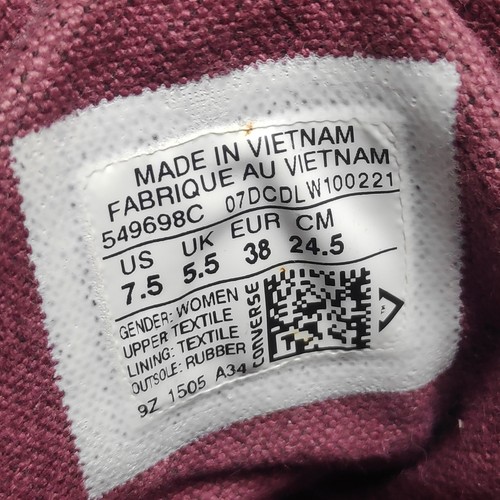 MADE IN VIETNAM
FABRIQUE AU VIETNAM
549698C 07DCDLW100221
US UK EUR CM
7.5 5.5 38 24.5
GENDER: WOMEN
UPPER TEXTILE
LINING: TEXTILE
OUTSOLE: RUBBER
9Z 1505 A34
CONVERSE